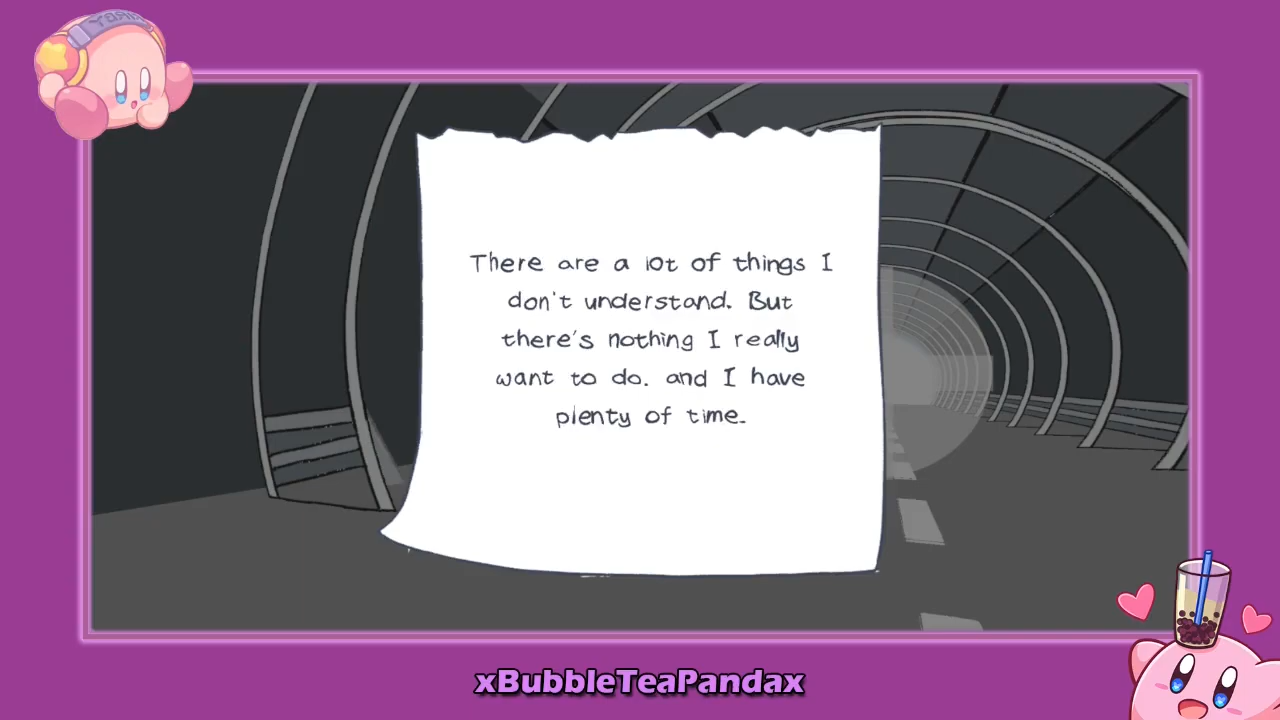 YBRIK
There are a lot of things I
don't understand. But
there's nothing I really
want to do. and I have
plenty of time.
xBubbleTeaPandax